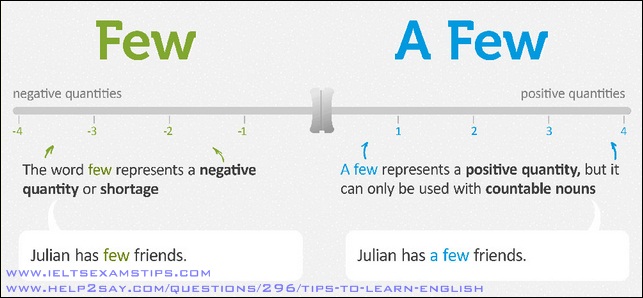 Few
A Few
negative quantities
positive quantities
-4 -3 -2 -1 1 2 3 4
The word few represents a negative
quantity or shortage
A few represents a positive quantity, but it
can only be used with countable nouns
Julian has few friends.
Julian has a few friends.
WWW.IELTSEXAMSTIPS.COM
WWW.HELP2SAY.COM/QUESTIONS/296/TIPS-TO-LEARN-ENGLISH